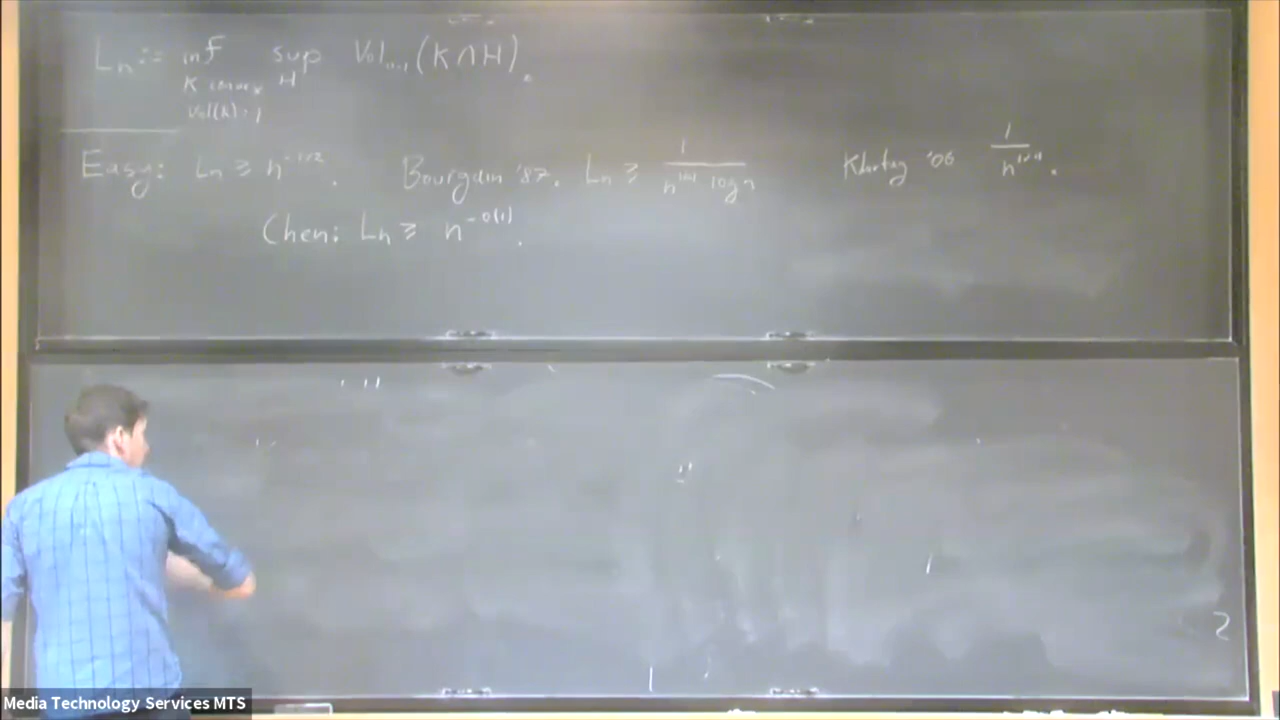 Lₙ := inf sup Volₙ₋₁(K∩H).
K convex H
Vol(K)=1
Easy: Lₙ ≥ n^{-1/2}. Bourgain '87. Lₙ ≥ 1/(n^{1/4} log n) Klartag '06 1/n^{1/4}.
Chen: Lₙ ≥ n^{-o(1)}.
Media Technology Services MTS